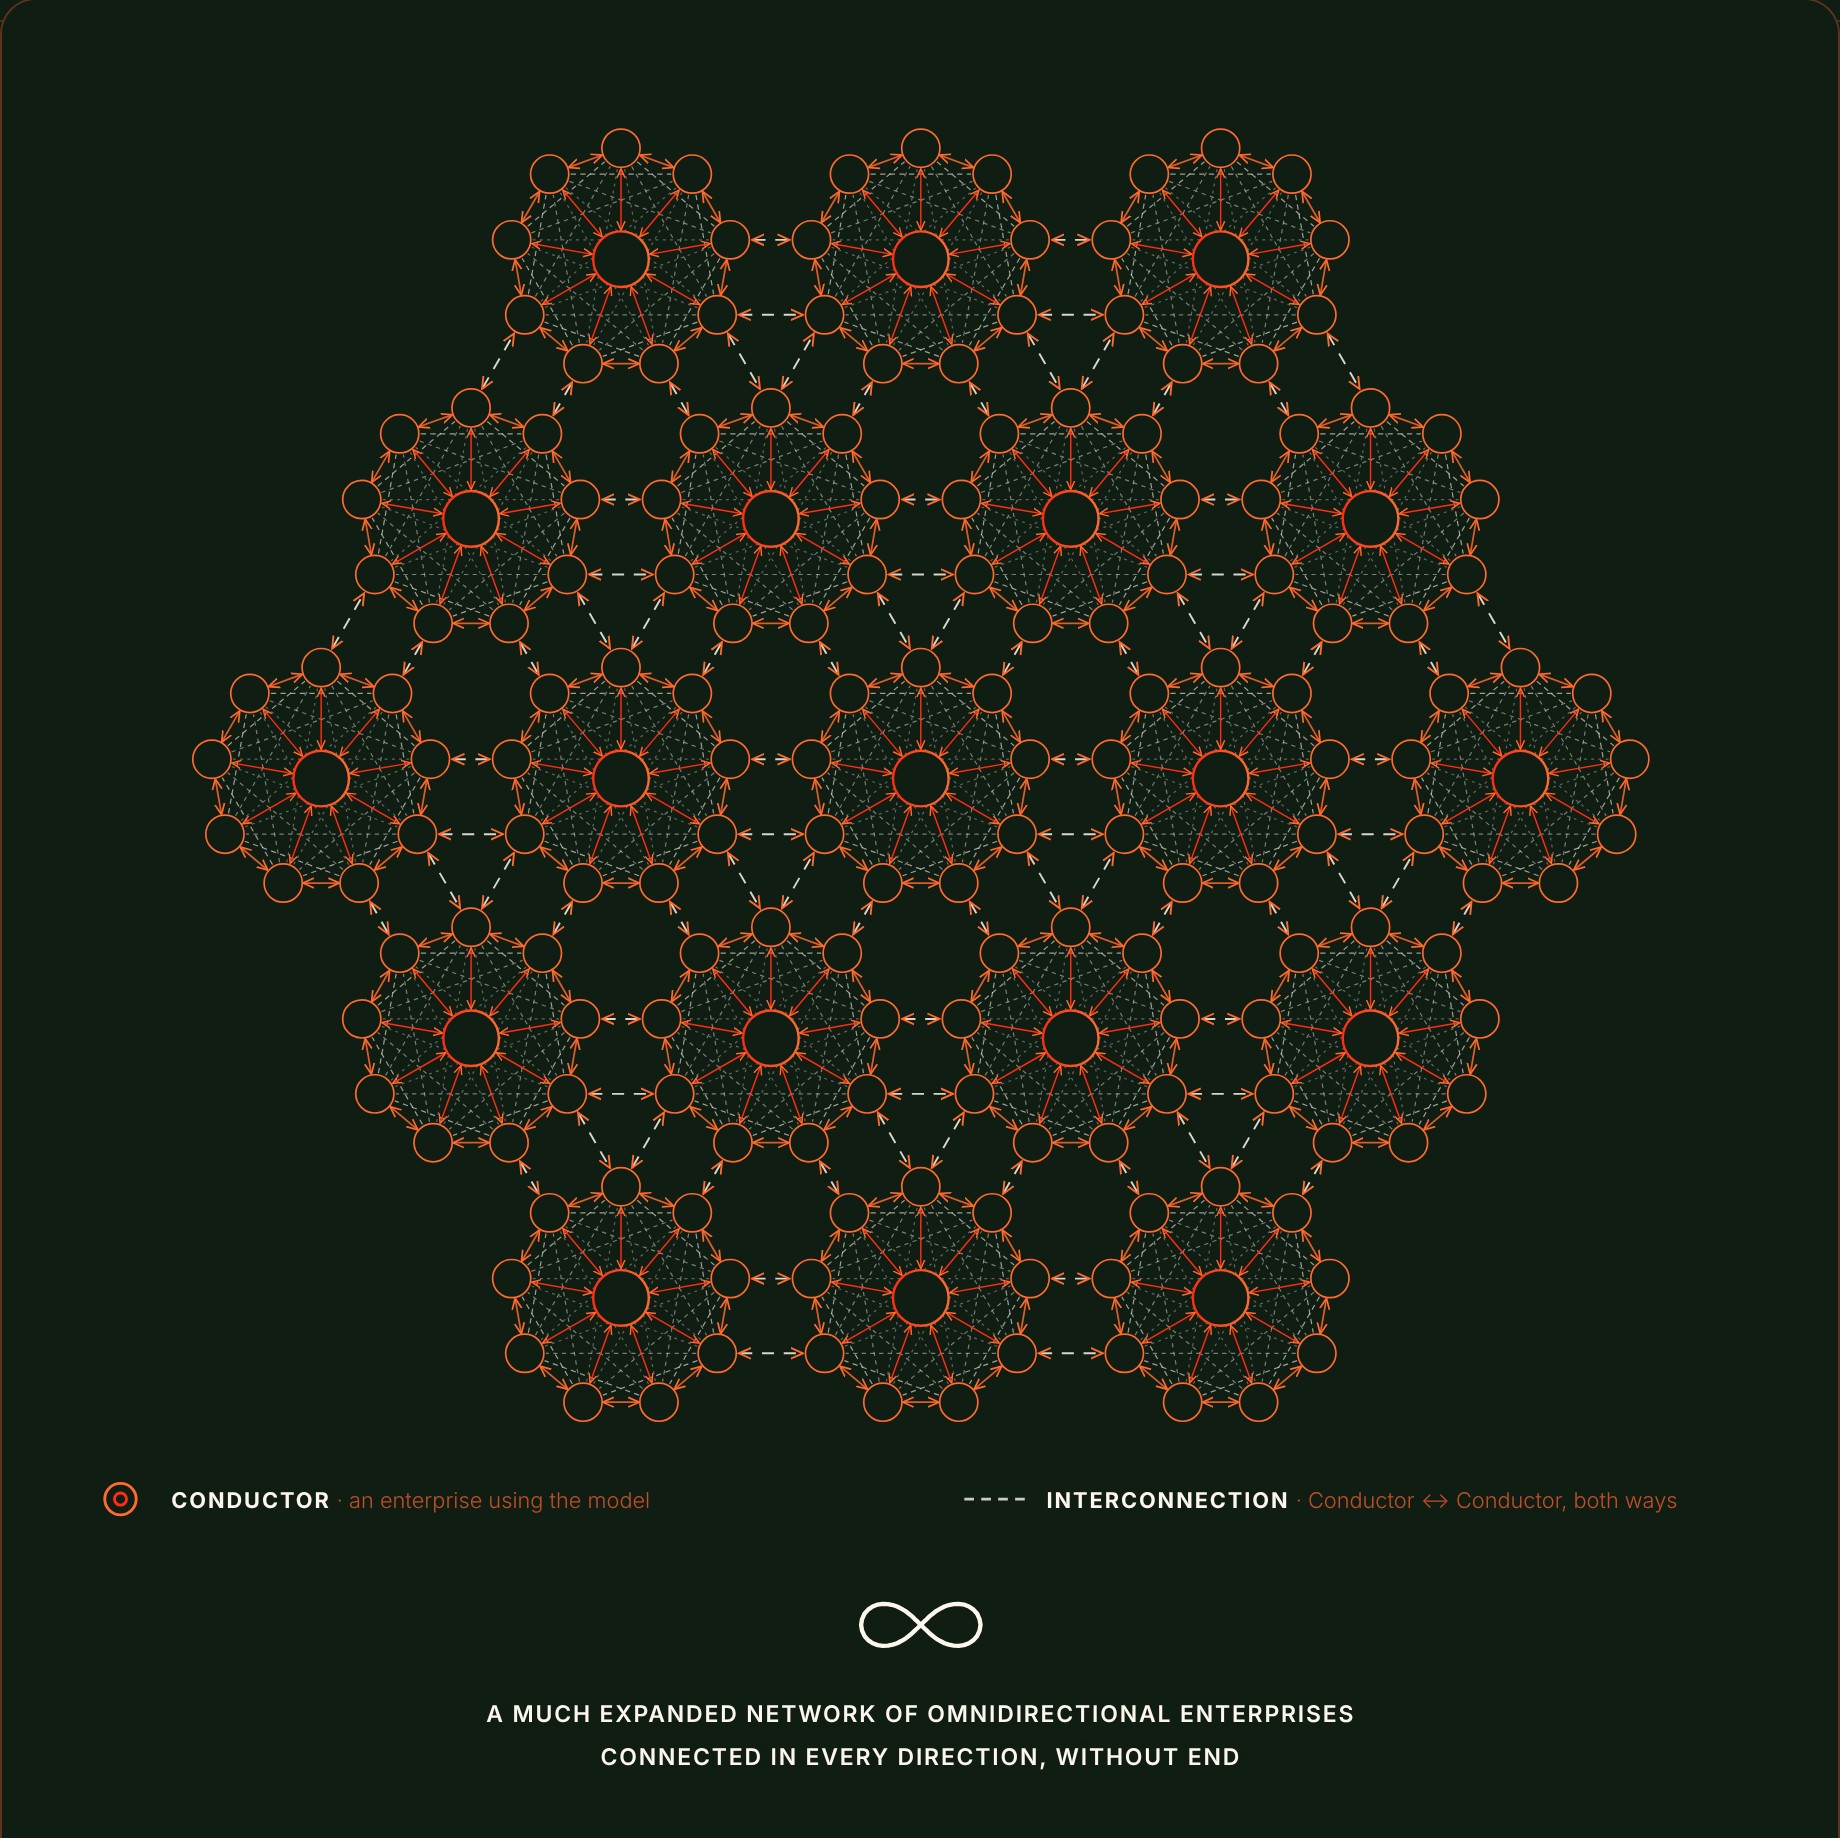 CONDUCTOR · an enterprise using the model
INTERCONNECTION · Conductor ↔ Conductor, both ways
A MUCH EXPANDED NETWORK OF OMNIDIRECTIONAL ENTERPRISES
CONNECTED IN EVERY DIRECTION, WITHOUT END